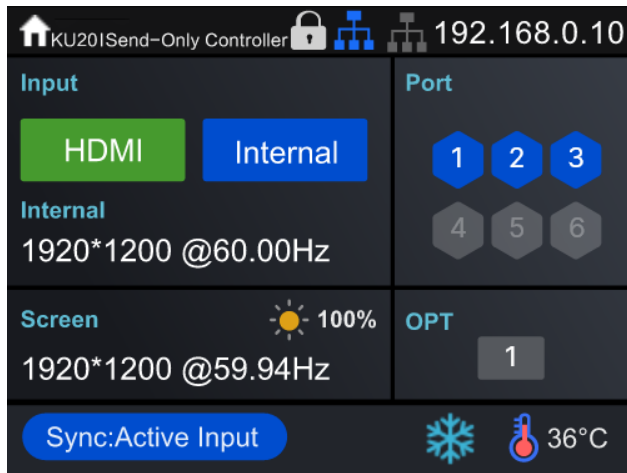 KU20ISend-Only Controller 192.168.0.10
Input
HDMI Internal
Internal
1920*1200 @60.00Hz
Port
1 2 3
4 5 6
Screen 100%
1920*1200 @59.94Hz
OPT
1
Sync:Active Input 36°C